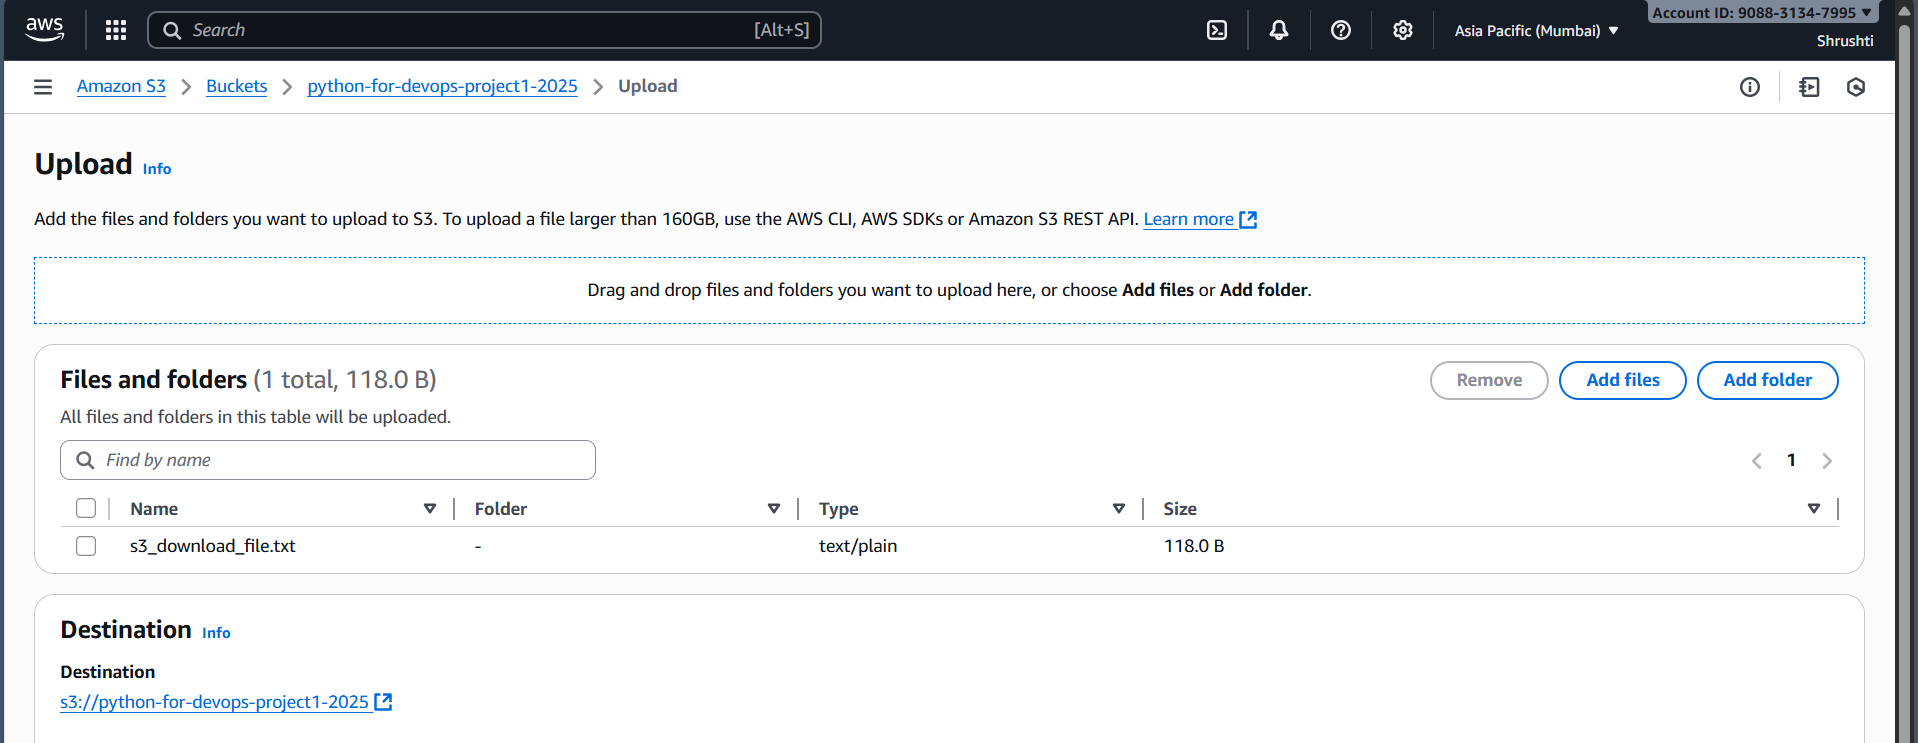 aws Search [Alt+S] Asia Pacific (Mumbai) Account ID: 9088-3134-7995
Shrushti
Amazon S3 Buckets python-for-devops-project1-2025 Upload
Upload Info
Add the files and folders you want to upload to S3. To upload a file larger than 160GB, use the AWS CLI, AWS SDKs or Amazon S3 REST API. Learn more
Drag and drop files and folders you want to upload here, or choose Add files or Add folder.
Files and folders (1 total, 118.0 B) Remove Add files Add folder
All files and folders in this table will be uploaded.
Find by name 1
Name Folder Type Size
s3_download_file.txt - text/plain 118.0 B
Destination Info
Destination
s3://python-for-devops-project1-2025